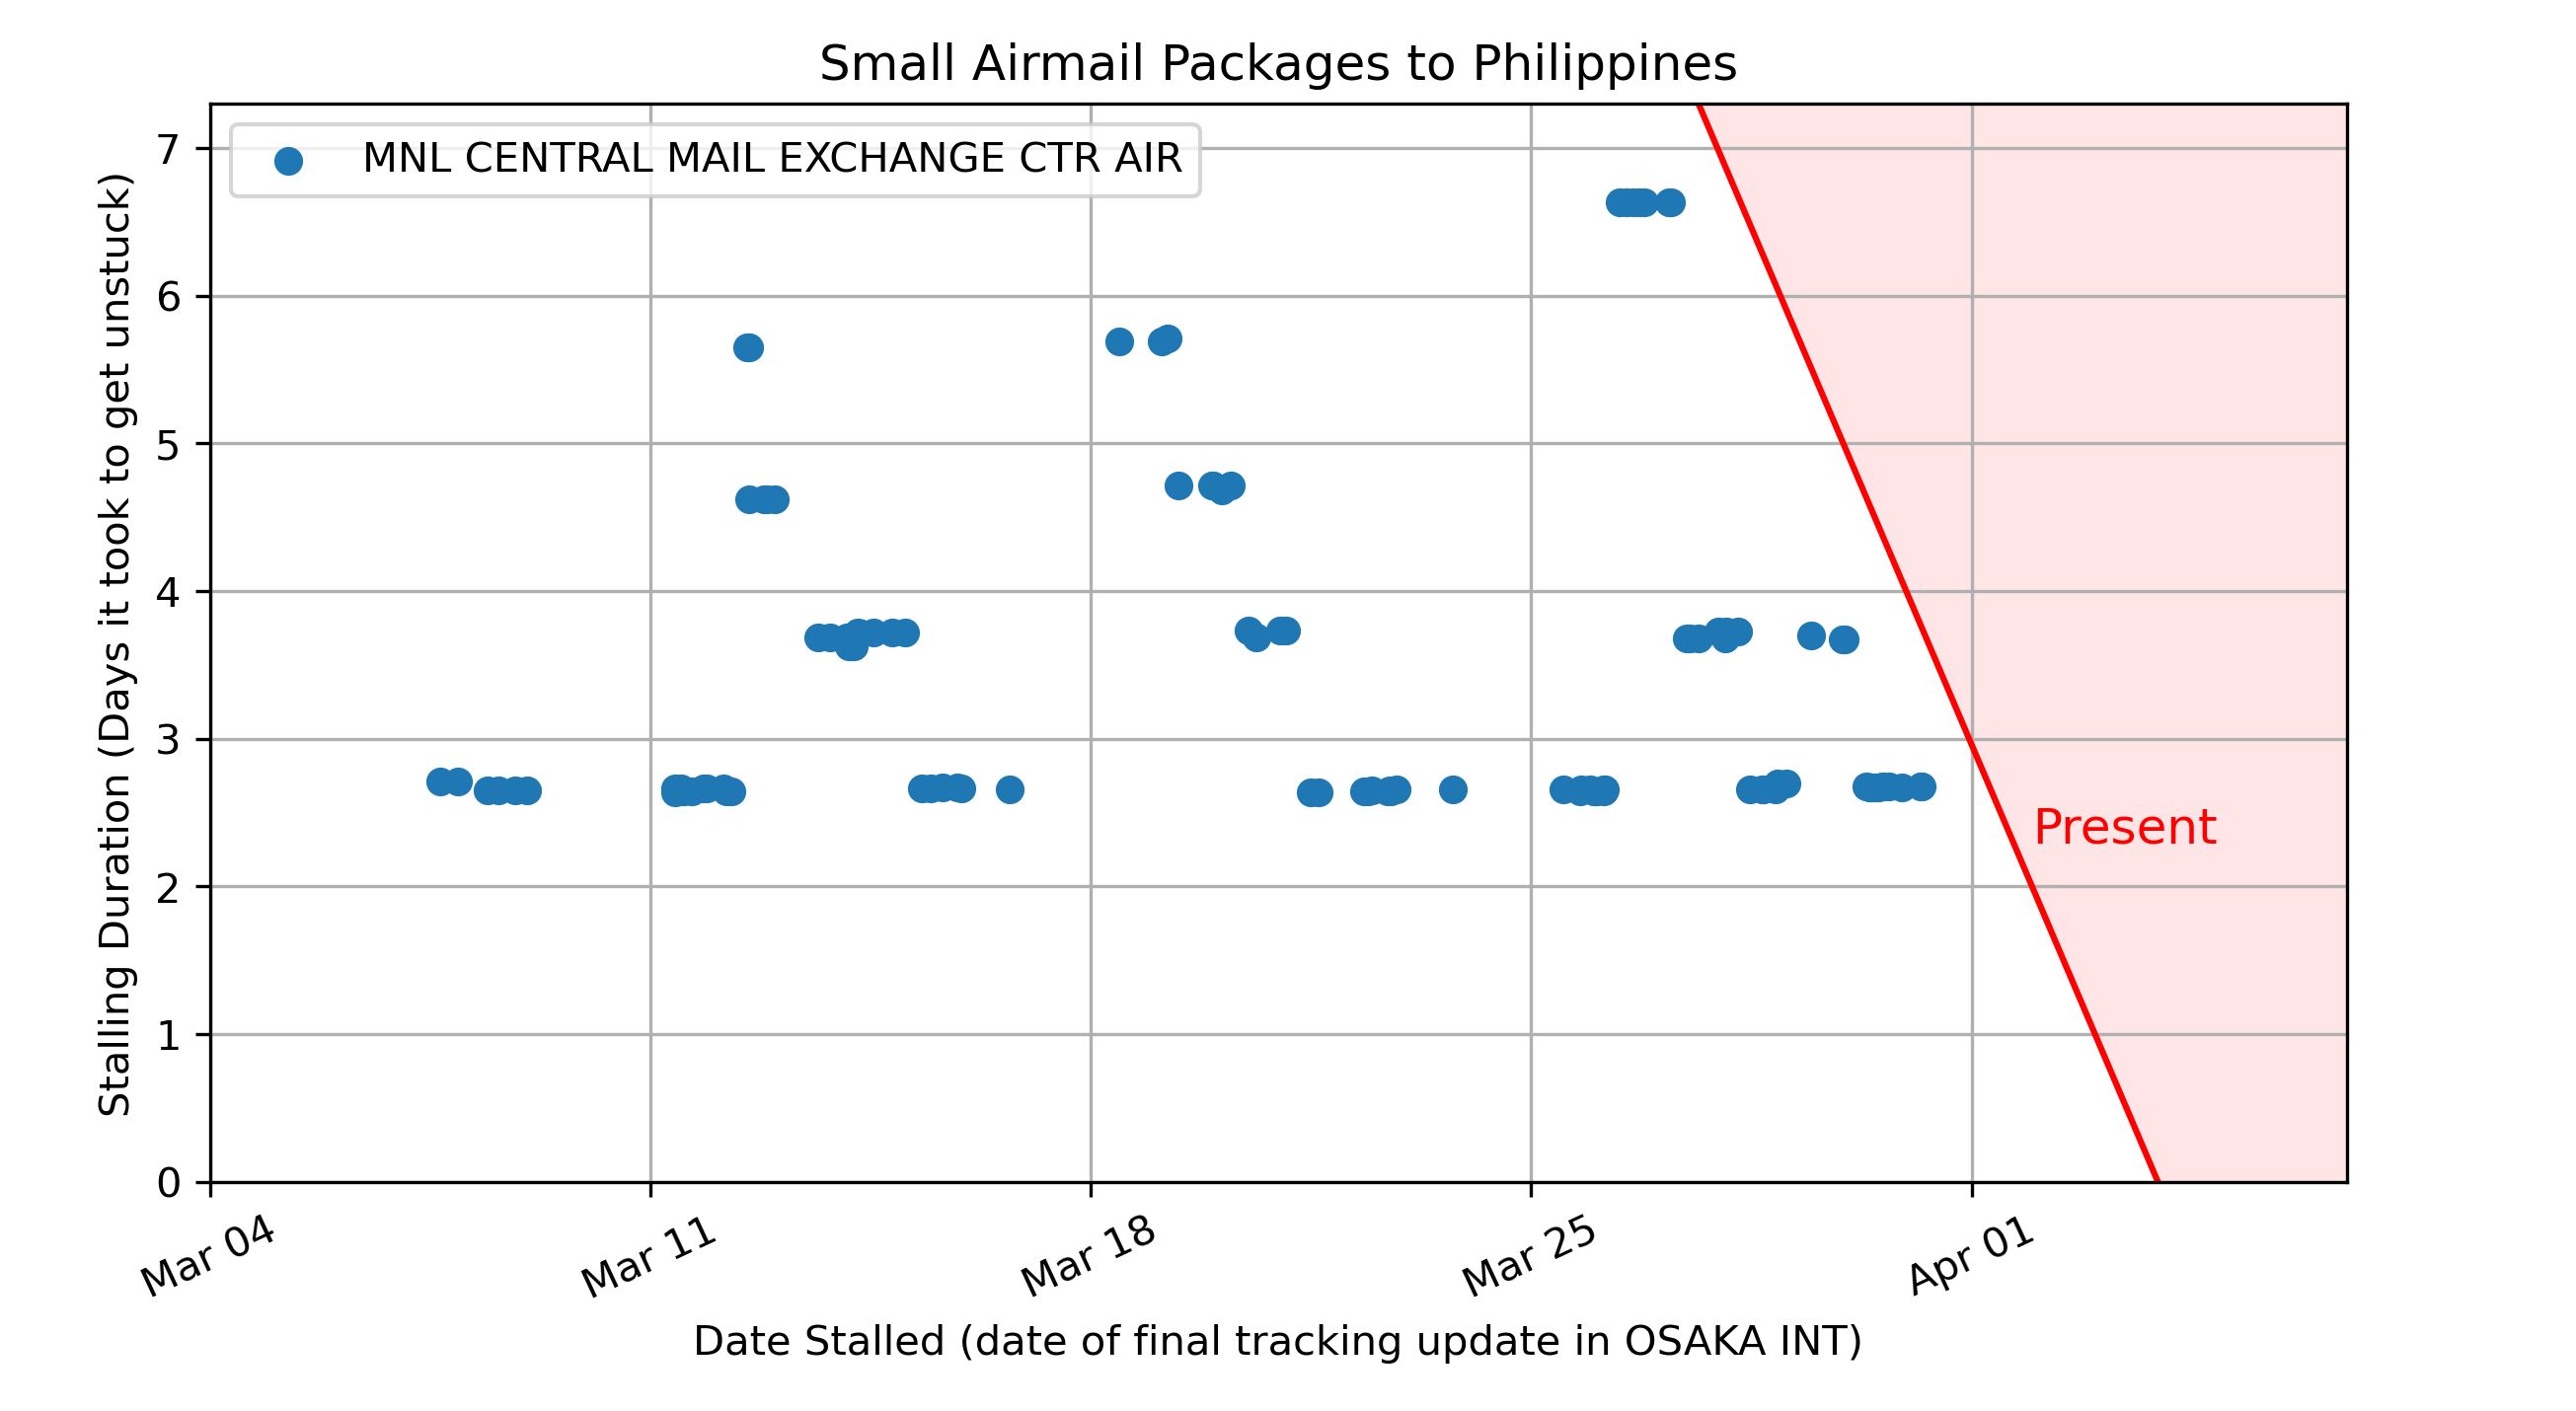 Small Airmail Packages to Philippines
MNL CENTRAL MAIL EXCHANGE CTR AIR
Stalling Duration (Days it took to get unstuck)
7
6
5
4
3
2
1
0
Present
Mar 04
Mar 11
Mar 18
Mar 25
Apr 01
Date Stalled (date of final tracking update in OSAKA INT)